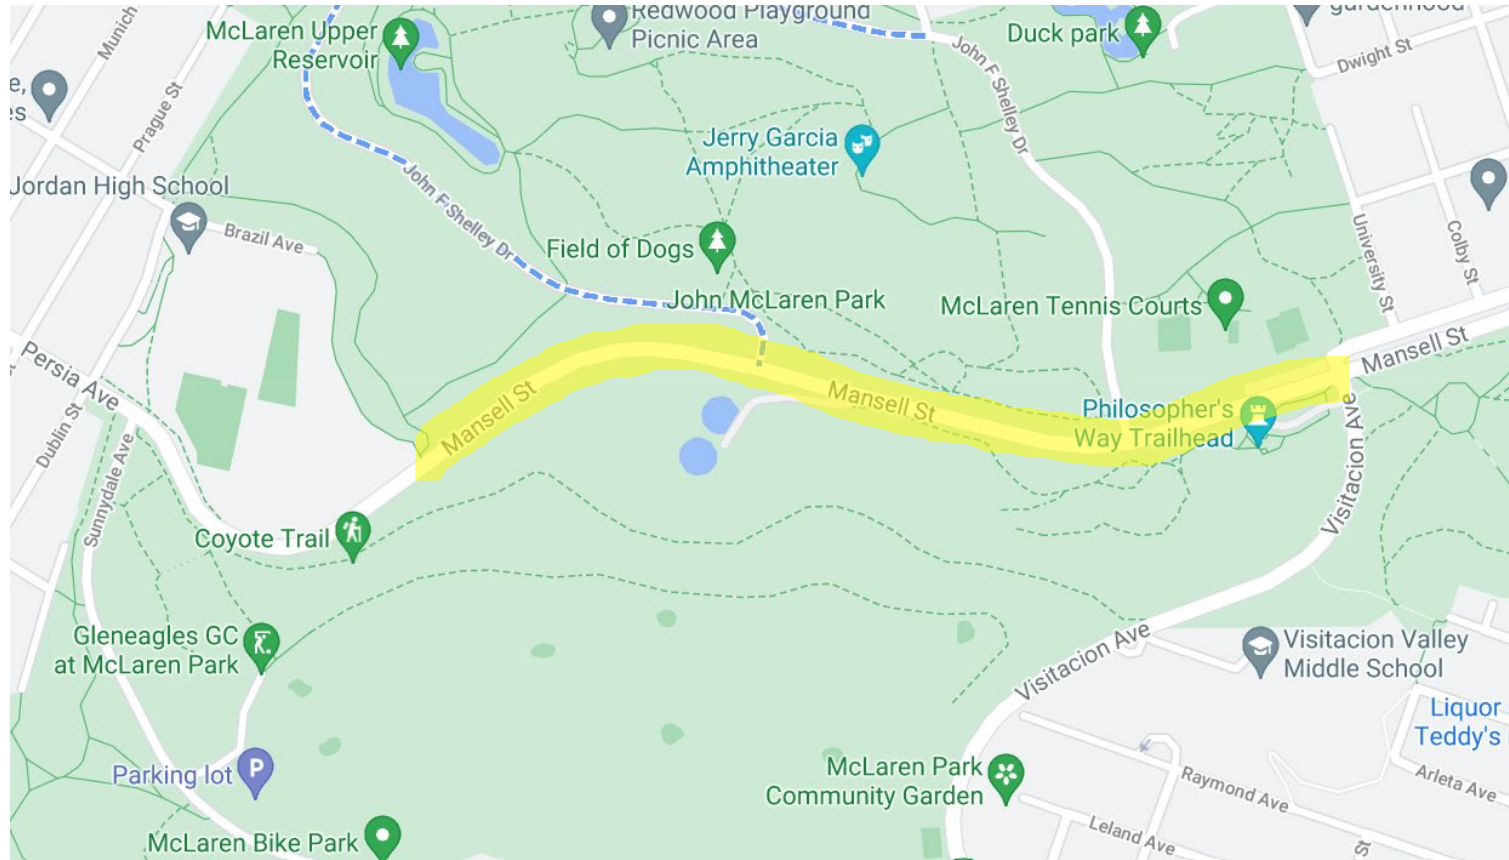 McLaren Upper
Reservoir
Redwood Playground
Picnic Area
Duck park
gardenhood
Munich
Prague St
John F Shelley Dr
Dwight St
e,
es
Jerry Garcia
Amphitheater
Jordan High School
Brazil Ave
John F Shelley Dr
Field of Dogs
University St
Colby St
John McLaren Park
McLaren Tennis Courts
Persia Ave
Mansell St
Mansell St
Mansell St
Philosopher's
Way Trailhead
Dublin St
Sunnydale Ave
Visitacion Ave
Coyote Trail
Gleneagles GC
at McLaren Park
Visitacion Ave
Visitacion Valley
Middle School
Liquor
Teddy's
Parking lot
P
McLaren Park
Community Garden
Raymond Ave
Arleta Ave
McLaren Bike Park
Leland Ave
St